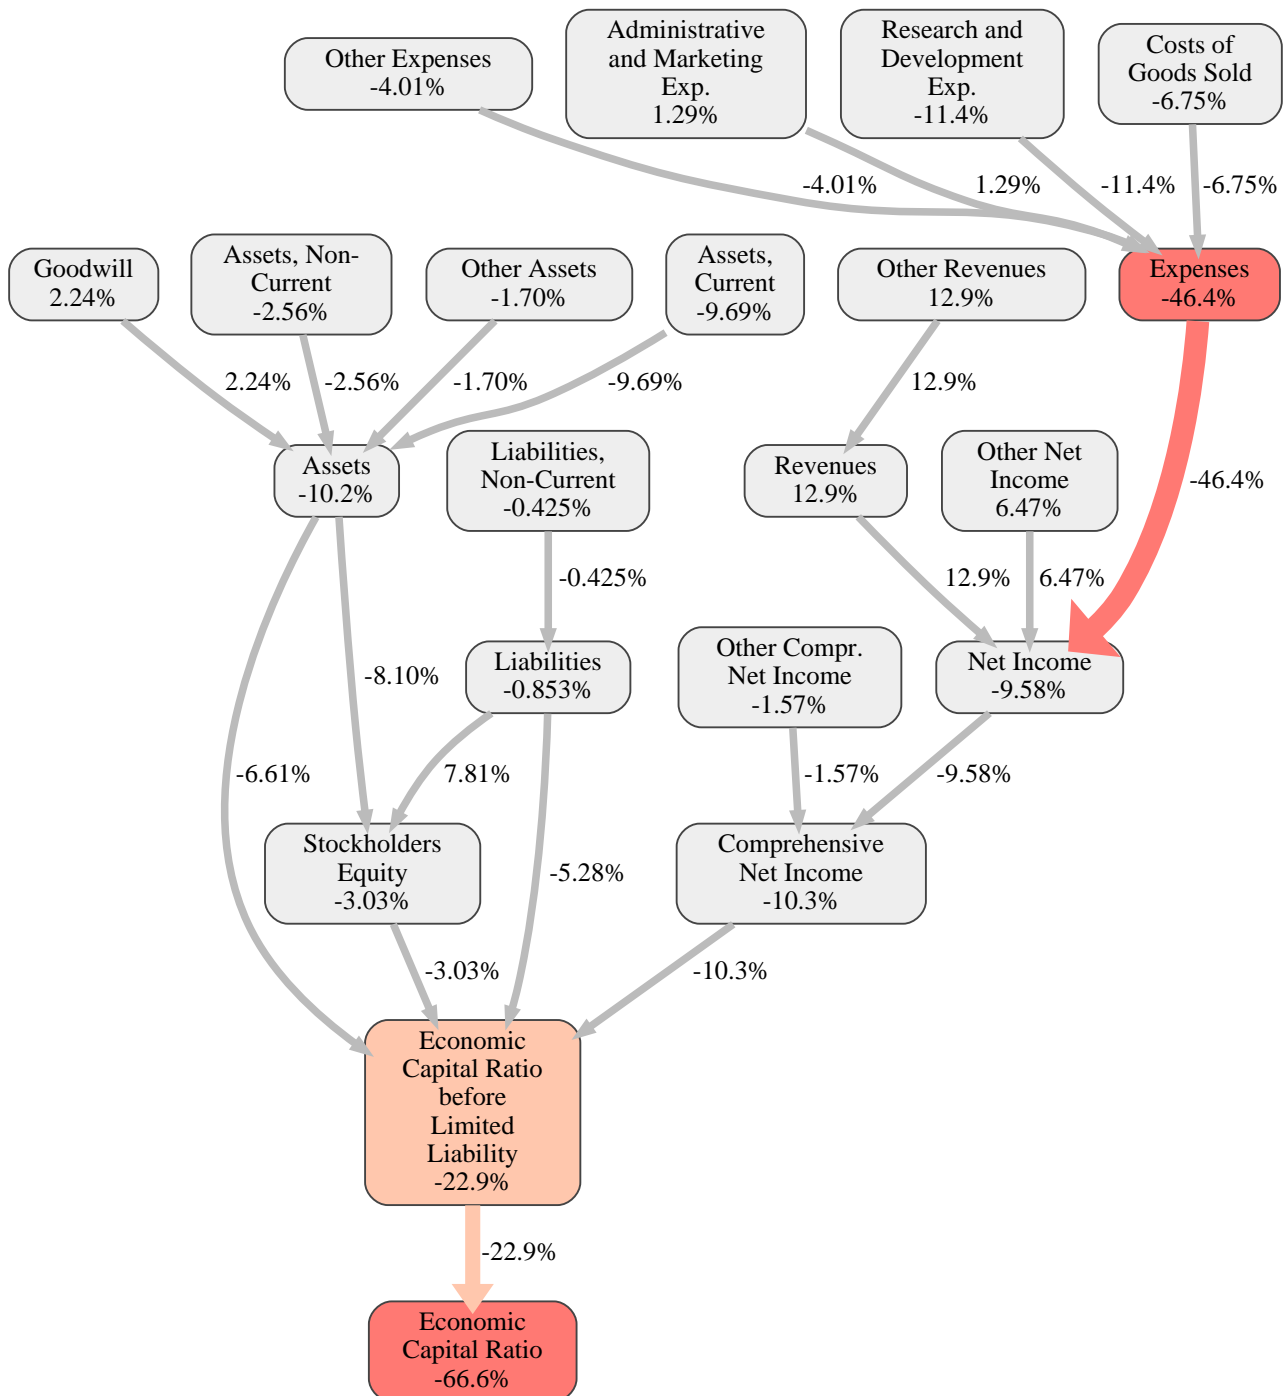 Other Expenses
-4.01%
Administrative
and Marketing
Exp.
1.29%
Research and
Development
Exp.
-11.4%
Costs of
Goods Sold
-6.75%
-4.01%
1.29%
-11.4%
-6.75%
Goodwill
2.24%
Assets, Non-
Current
-2.56%
Other Assets
-1.70%
Assets,
Current
-9.69%
Other Revenues
12.9%
Expenses
-46.4%
2.24%
-2.56%
-1.70%
-9.69%
12.9%
-46.4%
Assets
-10.2%
Liabilities,
Non-Current
-0.425%
Revenues
12.9%
Other Net
Income
6.47%
-0.425%
12.9%
6.47%
Liabilities
-0.853%
Other Compr.
Net Income
-1.57%
Net Income
-9.58%
-8.10%
-6.61%
7.81%
-1.57%
-9.58%
Stockholders
Equity
-3.03%
-5.28%
Comprehensive
Net Income
-10.3%
-3.03%
-10.3%
Economic
Capital Ratio
before
Limited
Liability
-22.9%
-22.9%
Economic
Capital Ratio
-66.6%